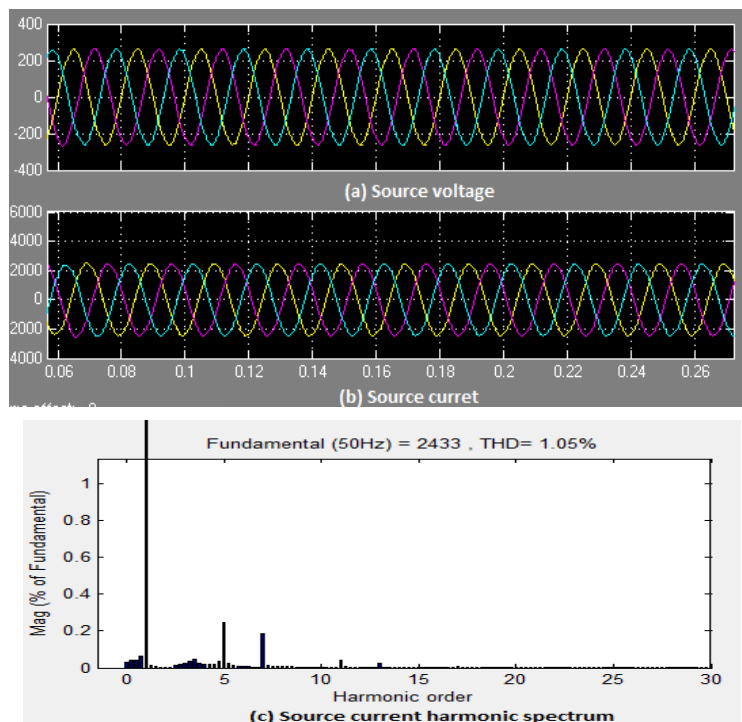 400
200
0
-200
-400
(a) Source voltage
6000
4000
2000
0
2000
4000
0.06 0.08 0.1 0.12 0.14 0.16 0.18 0.2 0.22 0.24 0.26
(b) Source curret
Fundamental (50Hz) = 2433 , THD= 1.05%
Mag (% of Fundamental)
1
0.8
0.6
0.4
0.2
0
0 5 10 15 20 25 30
Harmonic order
(c) Source current harmonic spectrum